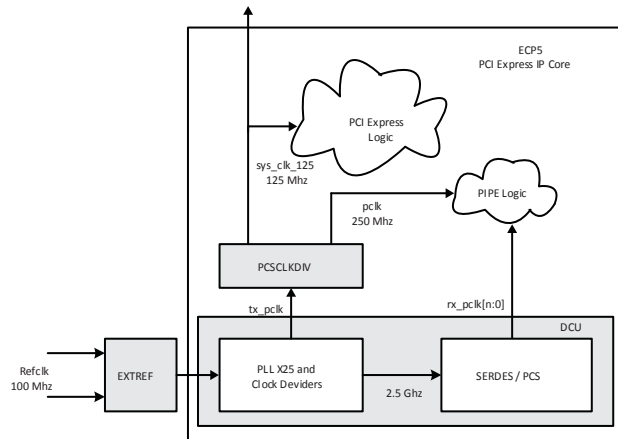 ECP5
PCI Express IP Core
PCI Express
Logic
sys_clk_125
125 Mhz
pclk
250 Mhz
PIPE Logic
PCSCLKDIV
tx_pclk
rx_pclk[n:0]
DCU
Refclk
100 Mhz
EXTREF
PLL X25 and
Clock Deviders
2.5 Ghz
SERDES / PCS